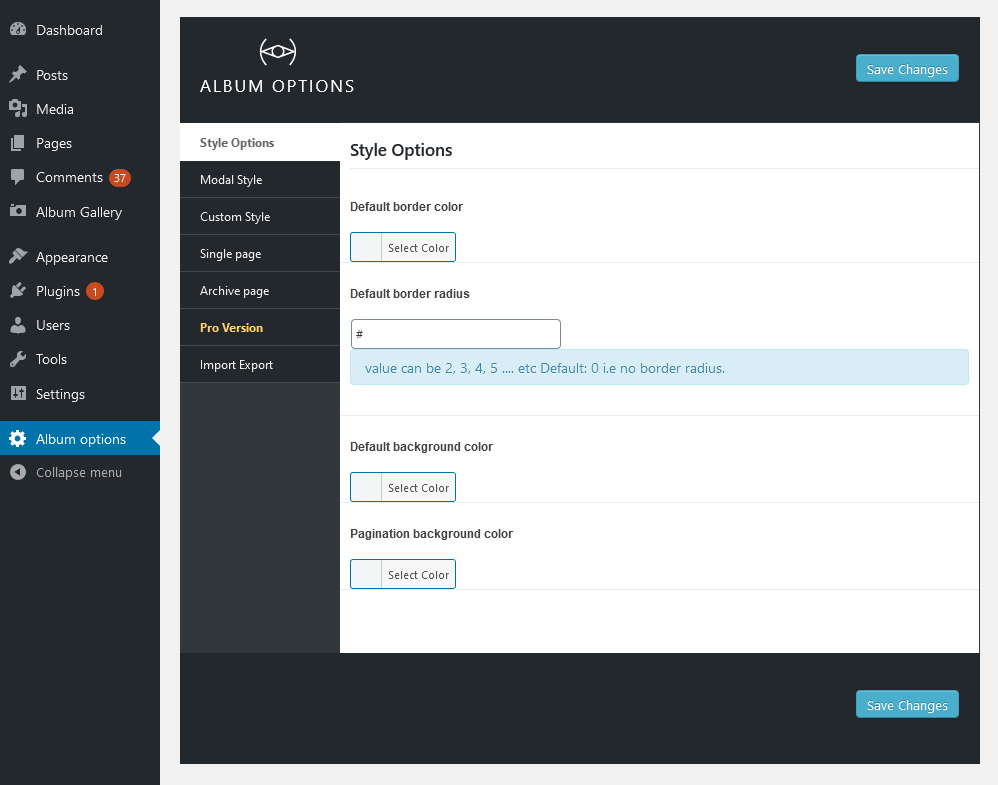 Dashboard
Posts
Media
Pages
Comments 37
Album Gallery
Appearance
Plugins 1
Users
Tools
Settings
Album options
Collapse menu
ALBUM OPTIONS
Save Changes
Style Options
Modal Style
Custom Style
Single page
Archive page
Pro Version
Import Export
Style Options
Default border color
Select Color
Default border radius
#
value can be 2, 3, 4, 5 .... etc Default: 0 i.e no border radius.
Default background color
Select Color
Pagination background color
Select Color
Save Changes